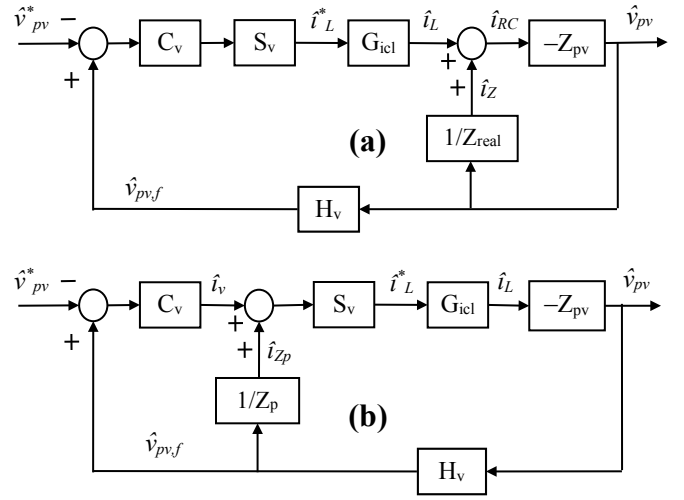 v̂*pv − Cv Sv î*L Gicl îL îRC −Zpv v̂pv
+ + +
îZ
(a) 1/Zreal
v̂pv,f Hv
v̂*pv − Cv îv Sv î*L Gicl îL −Zpv v̂pv
+ + +
îZp
1/Zp (b)
v̂pv,f Hv